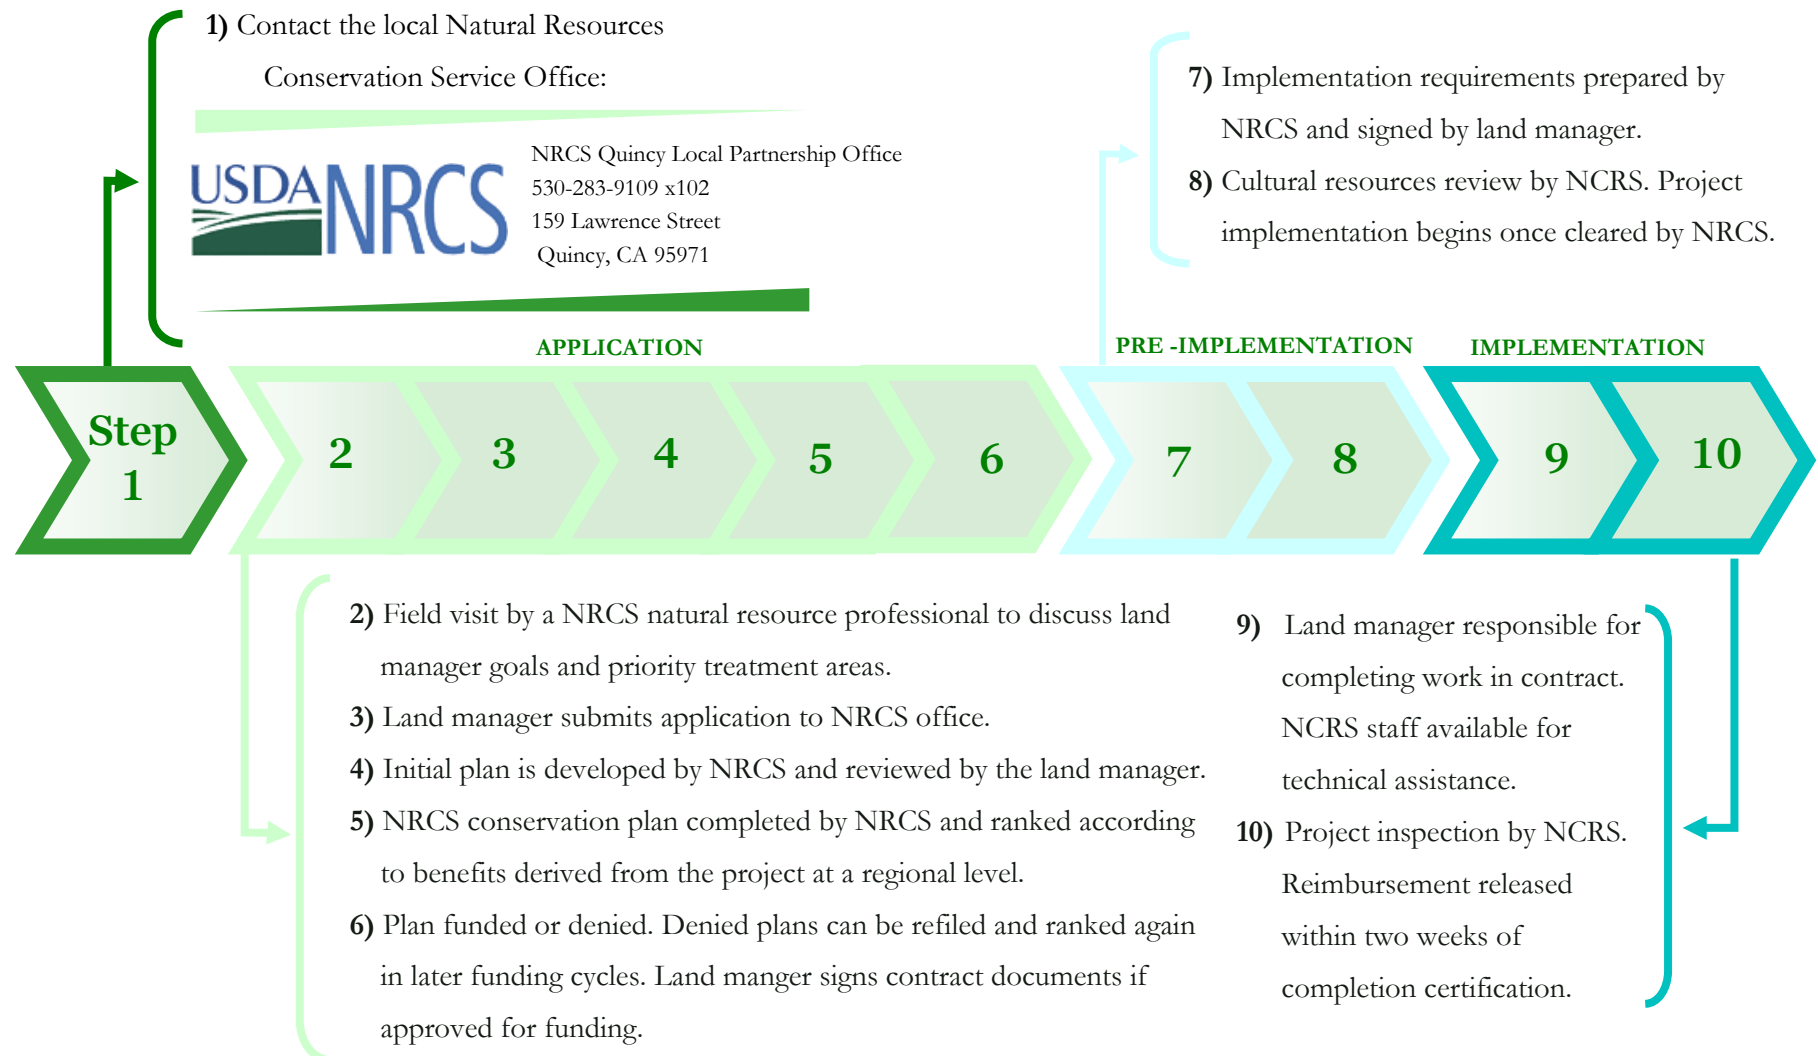 1) Contact the local Natural Resources
Conservation Service Office:
USDA NRCS
NRCS Quincy Local Partnership Office
530-283-9109 x102
159 Lawrence Street
Quincy, CA 95971
7) Implementation requirements prepared by
NRCS and signed by land manager.
8) Cultural resources review by NCRS. Project
implementation begins once cleared by NRCS.
APPLICATION
PRE -IMPLEMENTATION
IMPLEMENTATION
Step
1
2
3
4
5
6
7
8
9
10
2) Field visit by a NRCS natural resource professional to discuss land
manager goals and priority treatment areas.
3) Land manager submits application to NRCS office.
4) Initial plan is developed by NRCS and reviewed by the land manager.
5) NRCS conservation plan completed by NRCS and ranked according
to benefits derived from the project at a regional level.
6) Plan funded or denied. Denied plans can be refiled and ranked again
in later funding cycles. Land manger signs contract documents if
approved for funding.
9) Land manager responsible for
completing work in contract.
NCRS staff available for
technical assistance.
10) Project inspection by NCRS.
Reimbursement released
within two weeks of
completion certification.